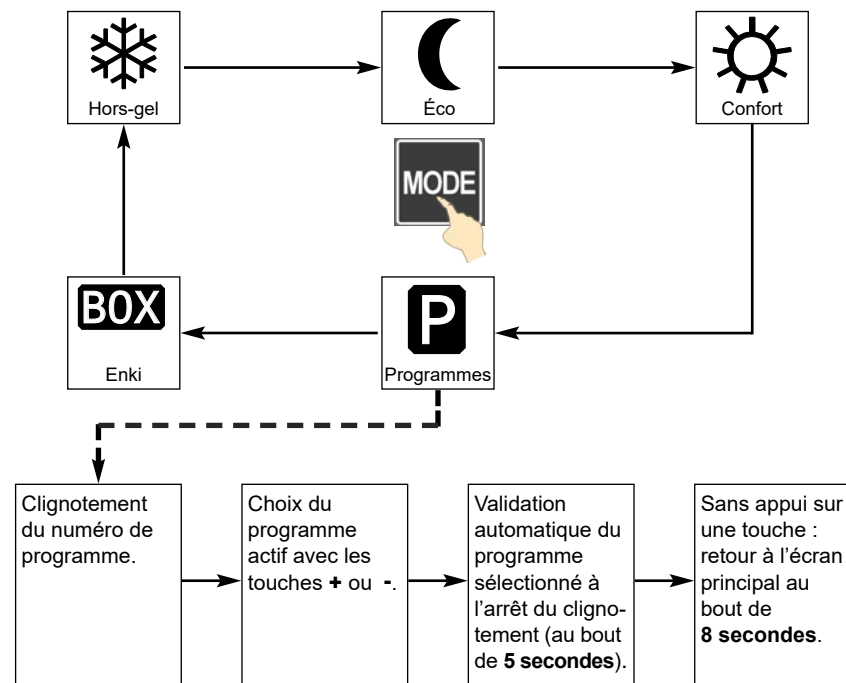 Hors-gel
Éco
Confort
MODE
BOX
Enki
P
Programmes
Clignotement
du numéro de
programme.
Choix du
programme
actif avec les
touches + ou -.
Validation
automatique du
programme
sélectionné à
l'arrêt du cligno-
tement (au bout
de 5 secondes).
Sans appui sur
une touche :
retour à l'écran
principal au
bout de
8 secondes.